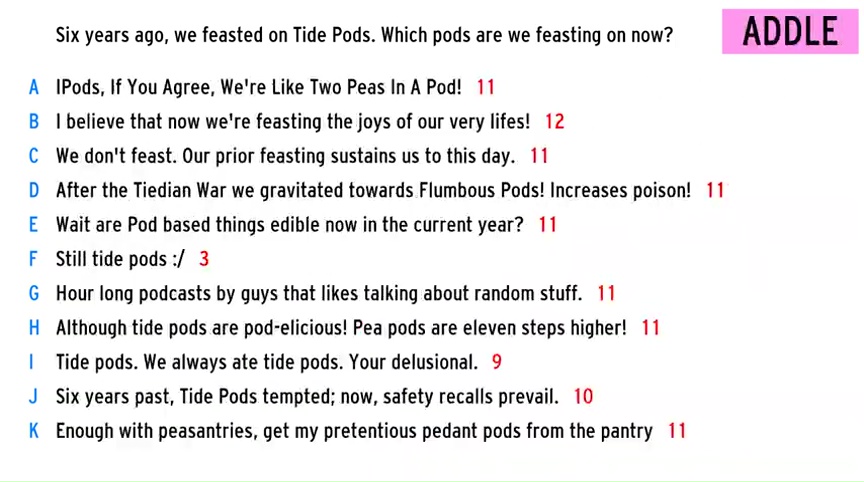 Six years ago, we feasted on Tide Pods. Which pods are we feasting on now?
ADDLE
A IPods, If You Agree, We're Like Two Peas In A Pod! 11
B I believe that now we're feasting the joys of our very lifes! 12
C We don't feast. Our prior feasting sustains us to this day. 11
D After the Tiedian War we gravitated towards Flumbous Pods! Increases poison! 11
E Wait are Pod based things edible now in the current year? 11
F Still tide pods :/ 3
G Hour long podcasts by guys that likes talking about random stuff. 11
H Although tide pods are pod-elicious! Pea pods are eleven steps higher! 11
I Tide pods. We always ate tide pods. Your delusional. 9
J Six years past, Tide Pods tempted; now, safety recalls prevail. 10
K Enough with peasantries, get my pretentious pedant pods from the pantry 11